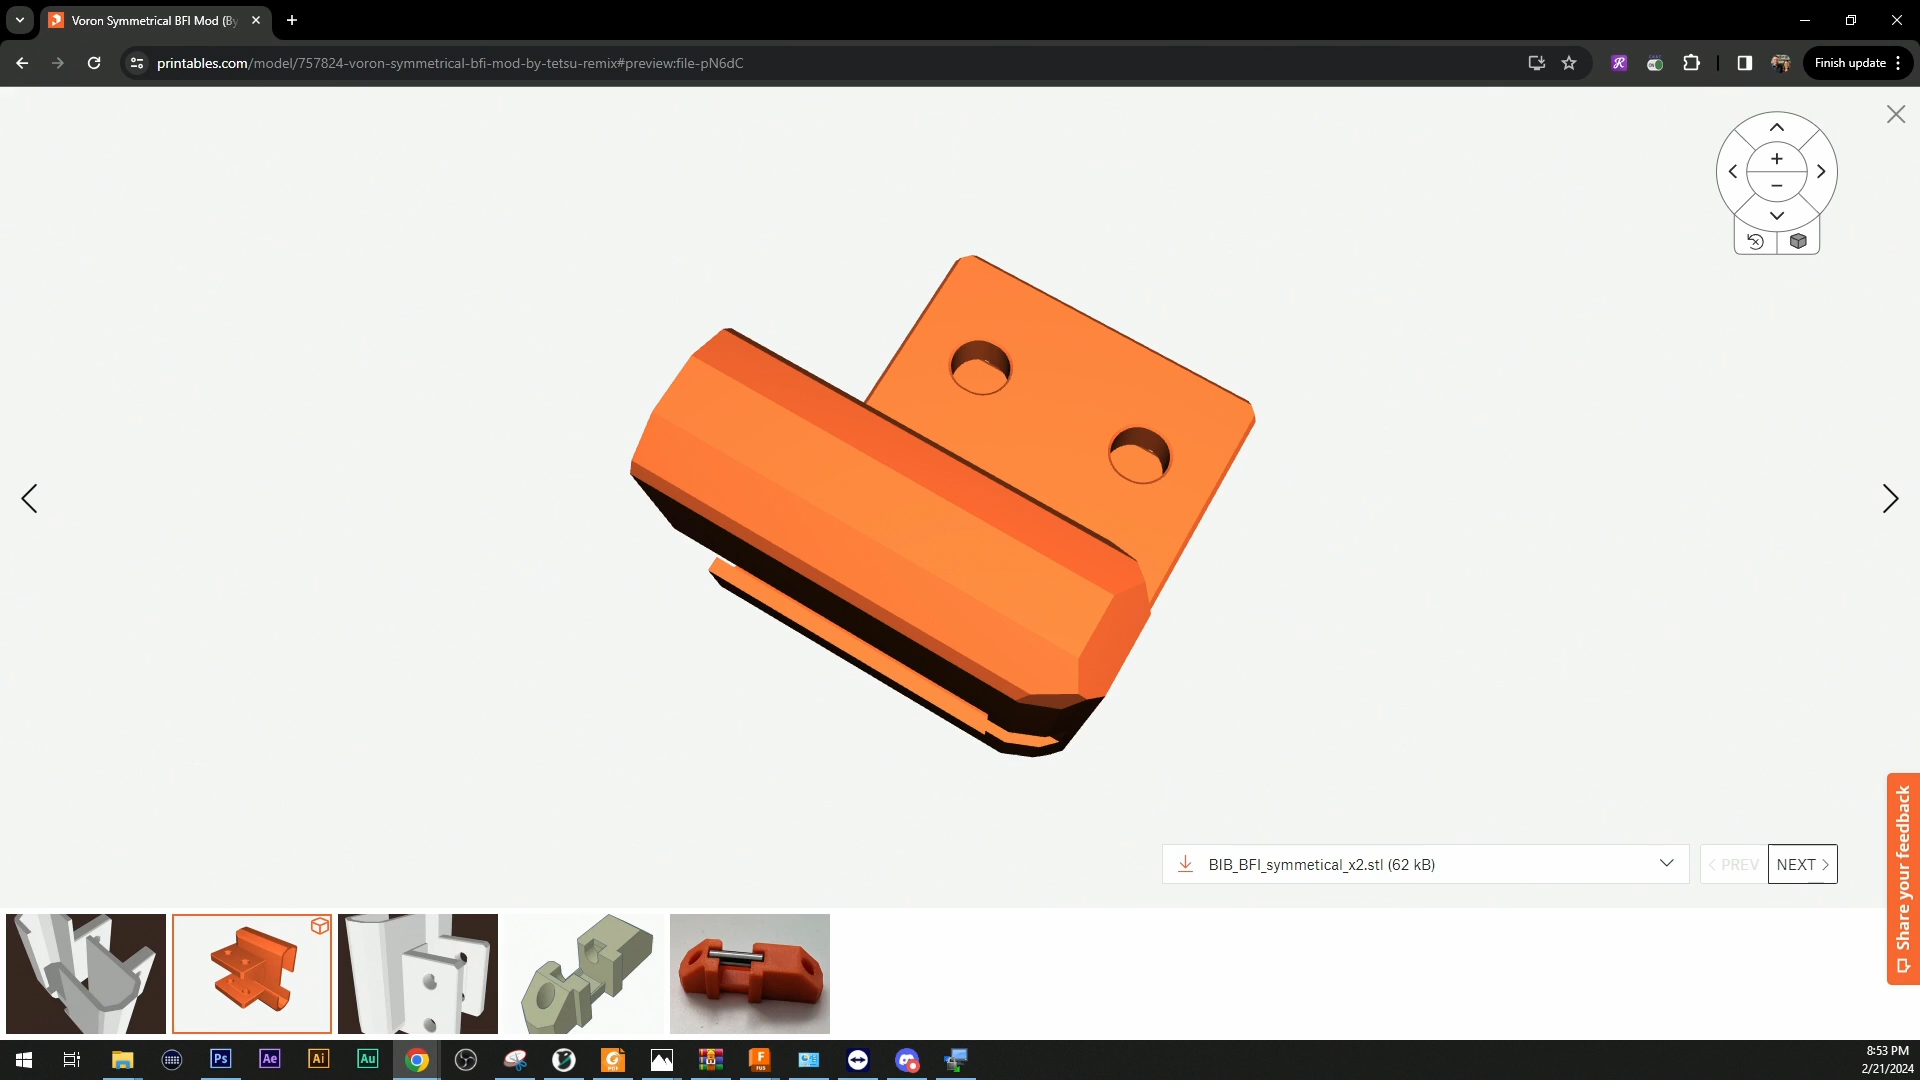 Voron Symmetrical BFI Mod (By
printables.com/model/757824-voron-symmetrical-bfi-mod-by-tetsu-remix#preview:file-pN6dC
Finish update
BIB_BFI_symmetical_x2.stl (62 kB)
PREV
NEXT
Share your feedback
Ps
Ae
Ai
Au
8:53 PM
2/21/2024